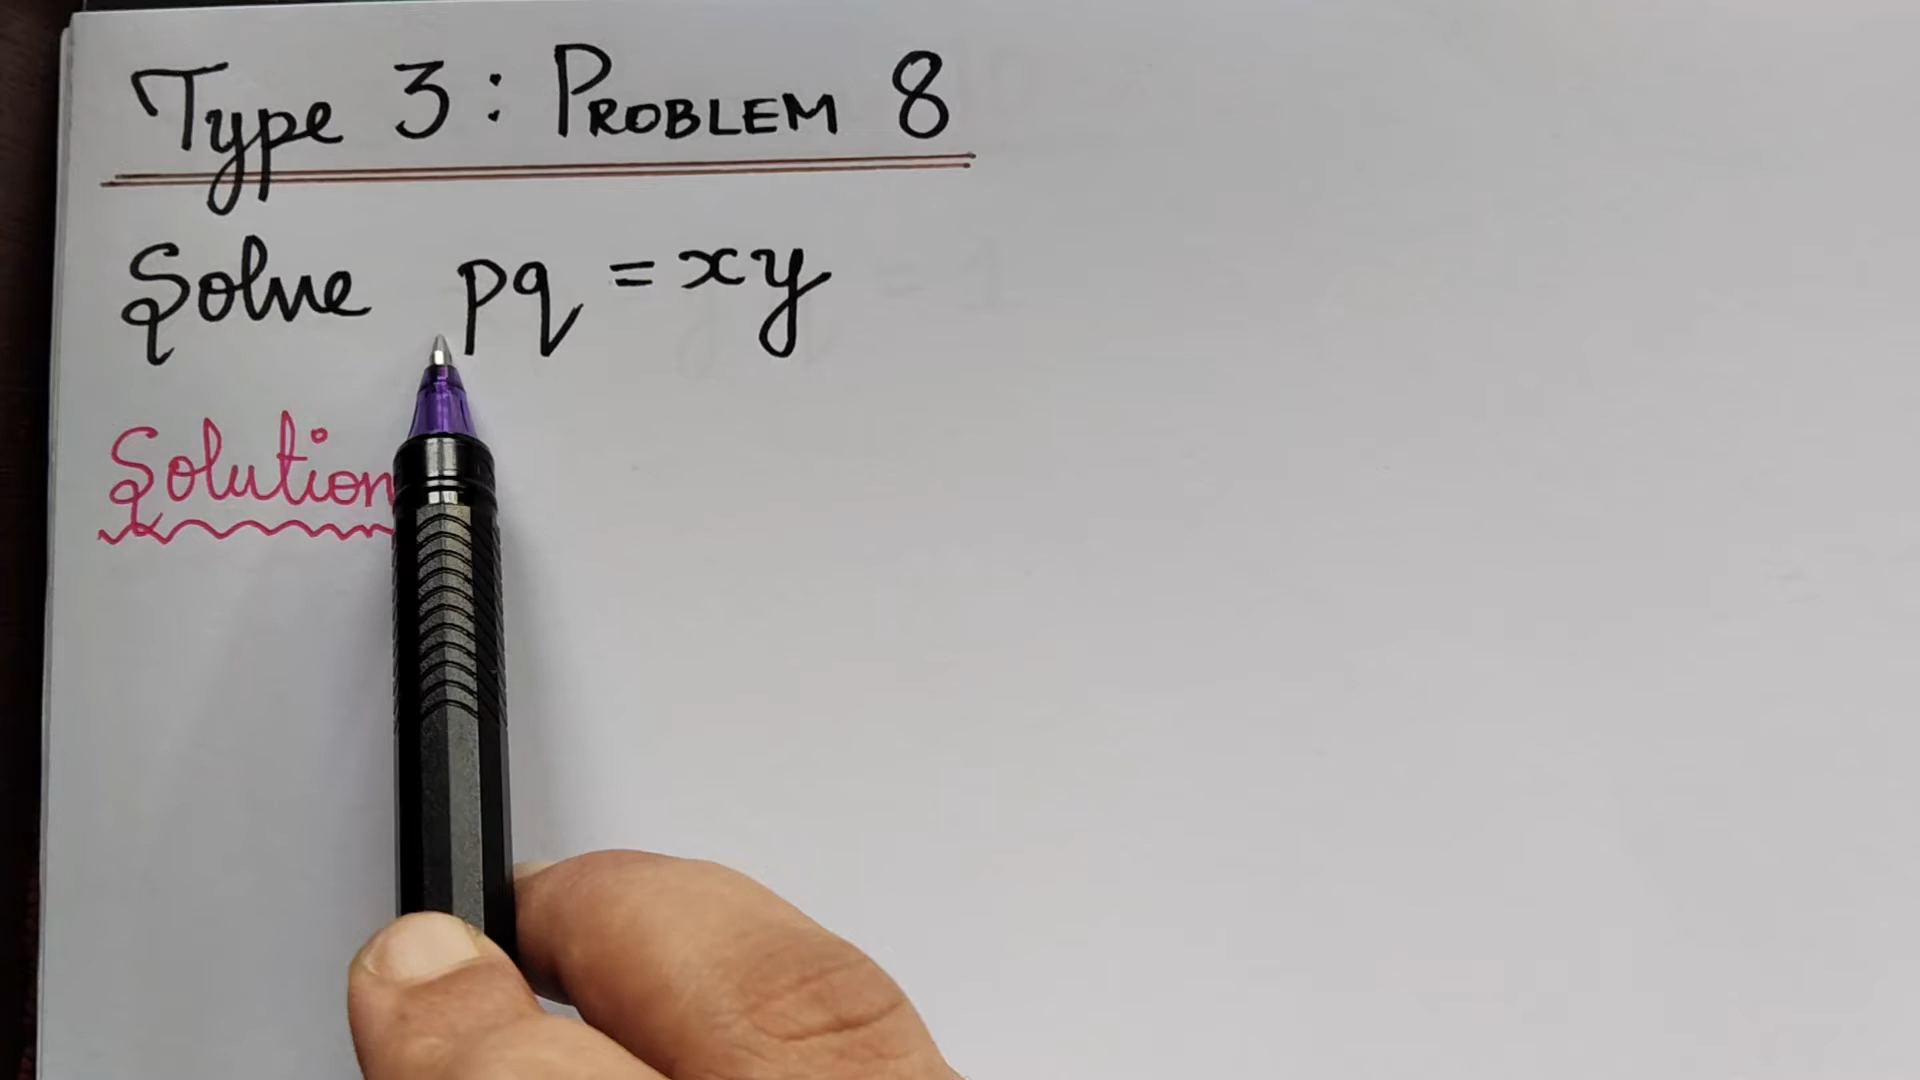 Type 3: PROBLEM 8
Solve pq = xy
Solution